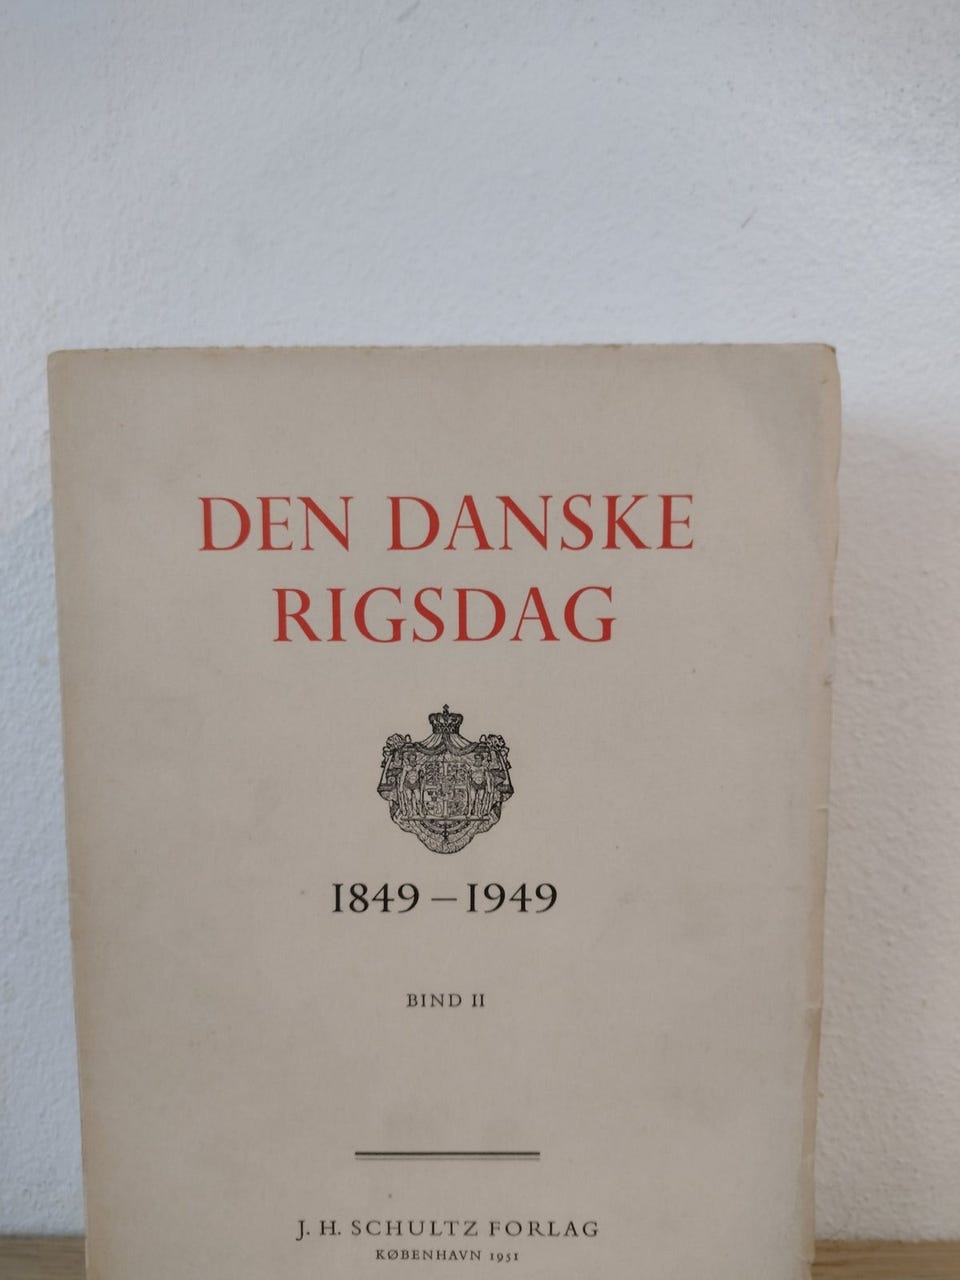 DEN DANSKE
RIGSDAG
1849 – 1949
BIND II
J. H. SCHULTZ FORLAG
KØBENHAVN 1951